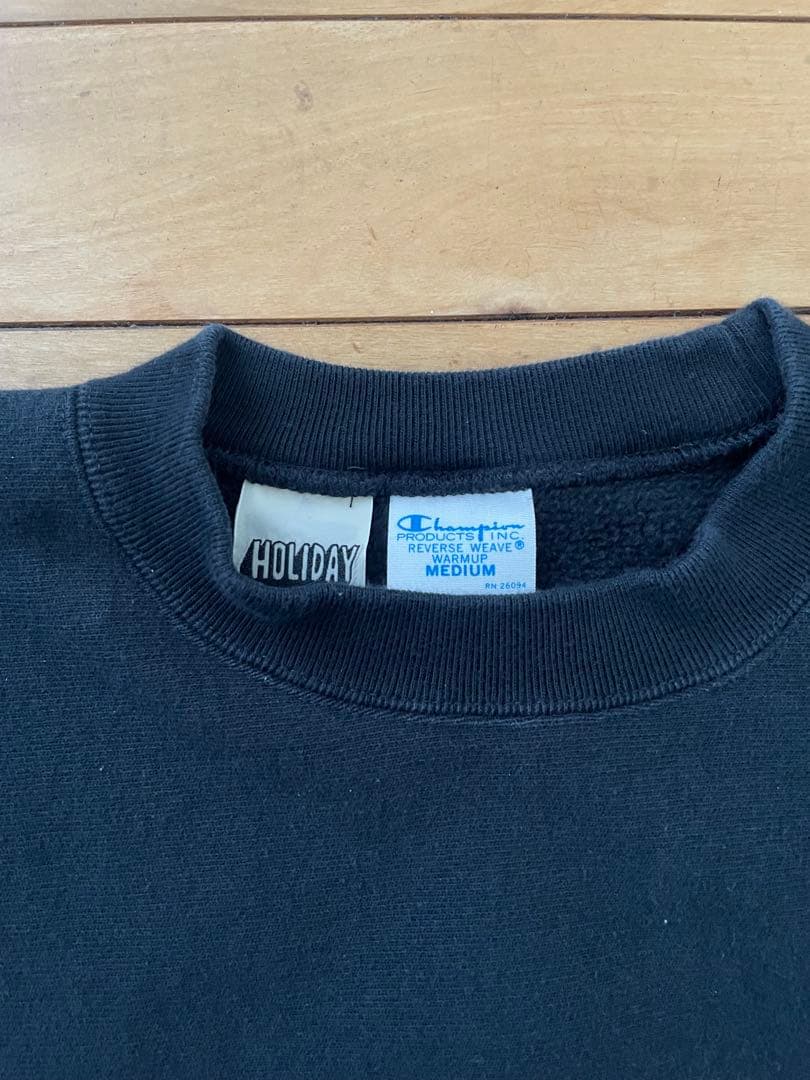 HOLIDAY
Champion
PRODUCTS INC.
REVERSE WEAVE®
WARMUP
MEDIUM
RN 26094